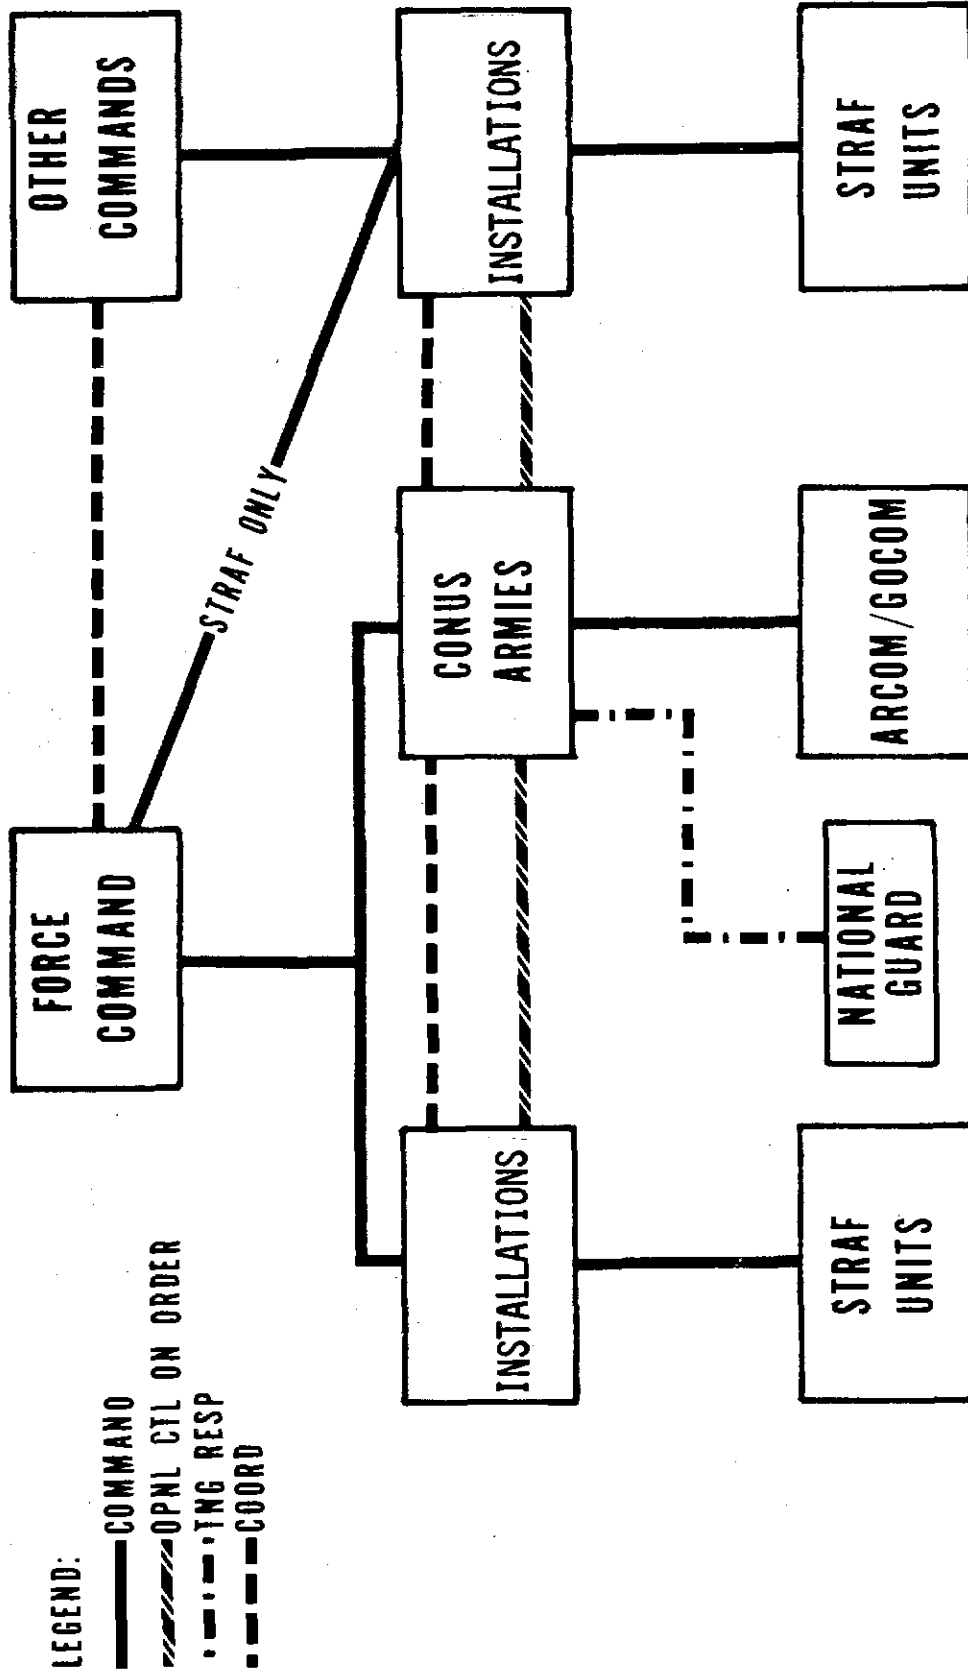 LEGEND:
COMMAND
OPNL CTL ON ORDER
TNG RESP
COORD
FORCE
COMMAND
OTHER
COMMANDS
STRAF ONLY
INSTALLATIONS
CONUS
ARMIES
INSTALLATIONS
STRAF
UNITS
NATIONAL
GUARD
ARCOM/GOCOM
STRAF
UNITS